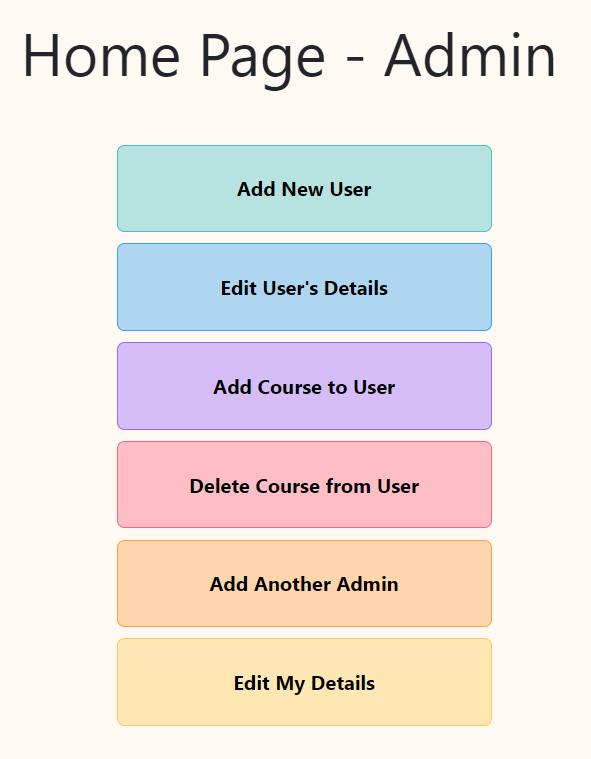 Home Page - Admin
Add New User
Edit User's Details
Add Course to User
Delete Course from User
Add Another Admin
Edit My Details